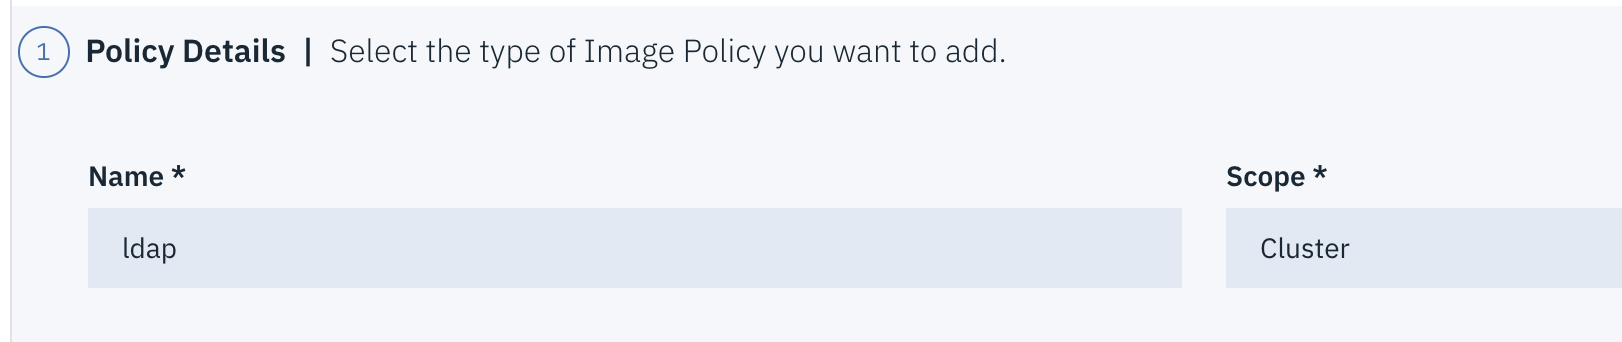 1 Policy Details | Select the type of Image Policy you want to add.
Name * Scope *
ldap Cluster